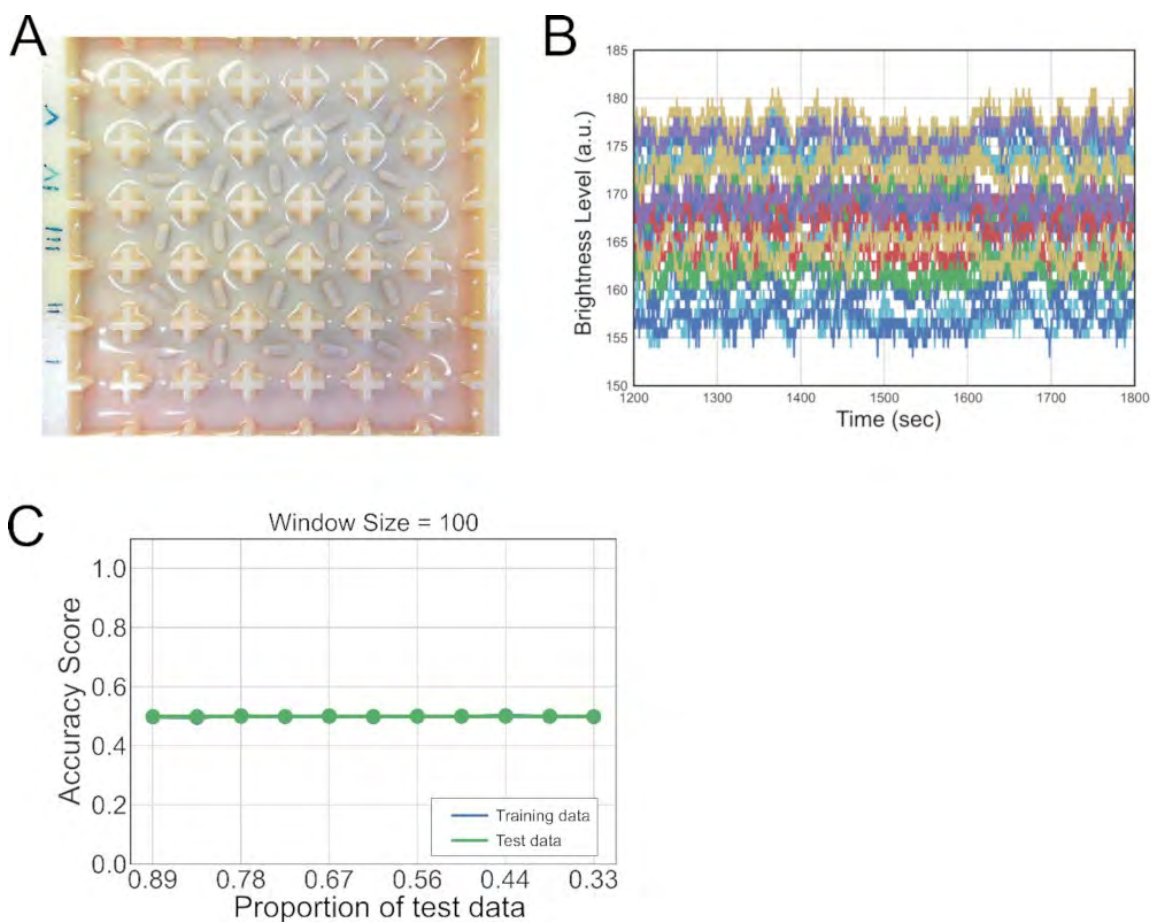 A
V
IV
III
II
I
B
185
180
175
170
165
160
155
150
Brightness Level (a.u.)
1200 1300 1400 1500 1600 1700 1800
Time (sec)
C
Window Size = 100
1.0
0.8
0.6
0.4
0.2
0.0
Accuracy Score
Training data
Test data
0.89 0.78 0.67 0.56 0.44 0.33
Proportion of test data